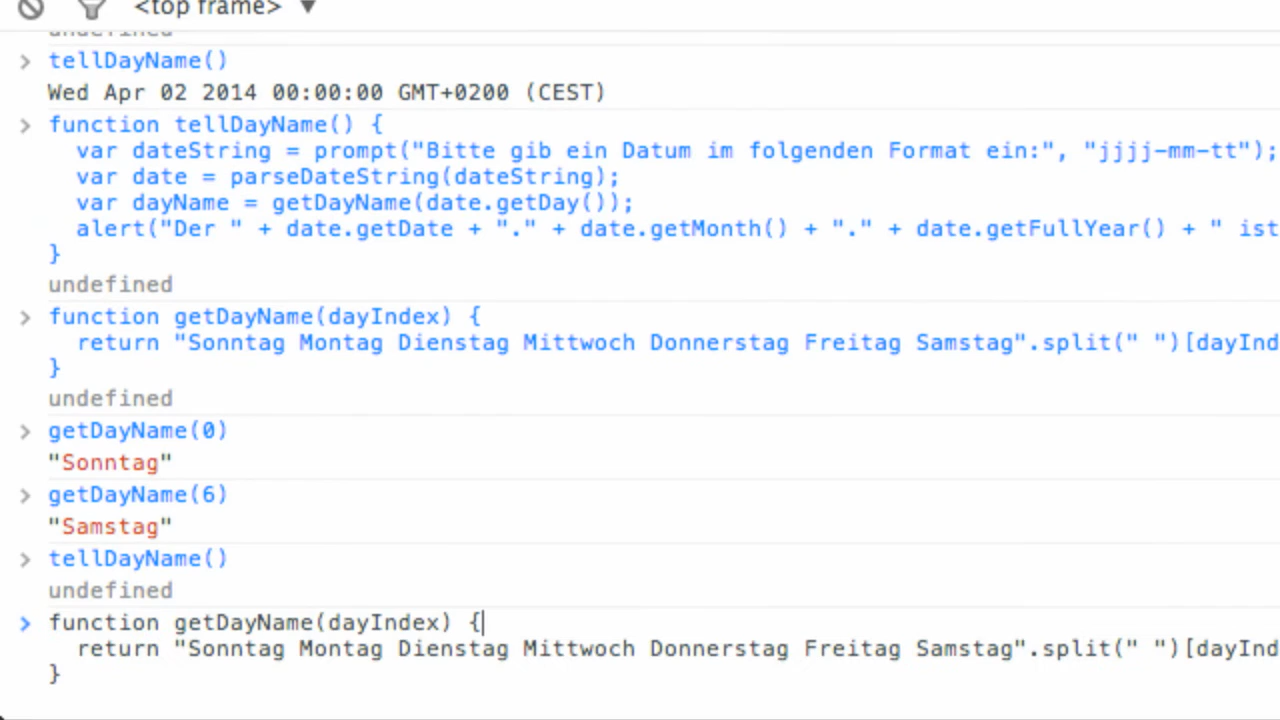 <top frame> ▼
undefined
> tellDayName()
Wed Apr 02 2014 00:00:00 GMT+0200 (CEST)
> function tellDayName() {
  var dateString = prompt("Bitte gib ein Datum im folgenden Format ein:", "jjjj-mm-tt");
  var date = parseDateString(dateString);
  var dayName = getDayName(date.getDay());
  alert("Der " + date.getDate + "." + date.getMonth() + "." + date.getFullYear() + " ist
}
undefined
> function getDayName(dayIndex) {
  return "Sonntag Montag Dienstag Mittwoch Donnerstag Freitag Samstag".split(" ")[dayInd
}
undefined
> getDayName(0)
"Sonntag"
> getDayName(6)
"Samstag"
> tellDayName()
undefined
> function getDayName(dayIndex) {
  return "Sonntag Montag Dienstag Mittwoch Donnerstag Freitag Samstag".split(" ")[dayInd
}